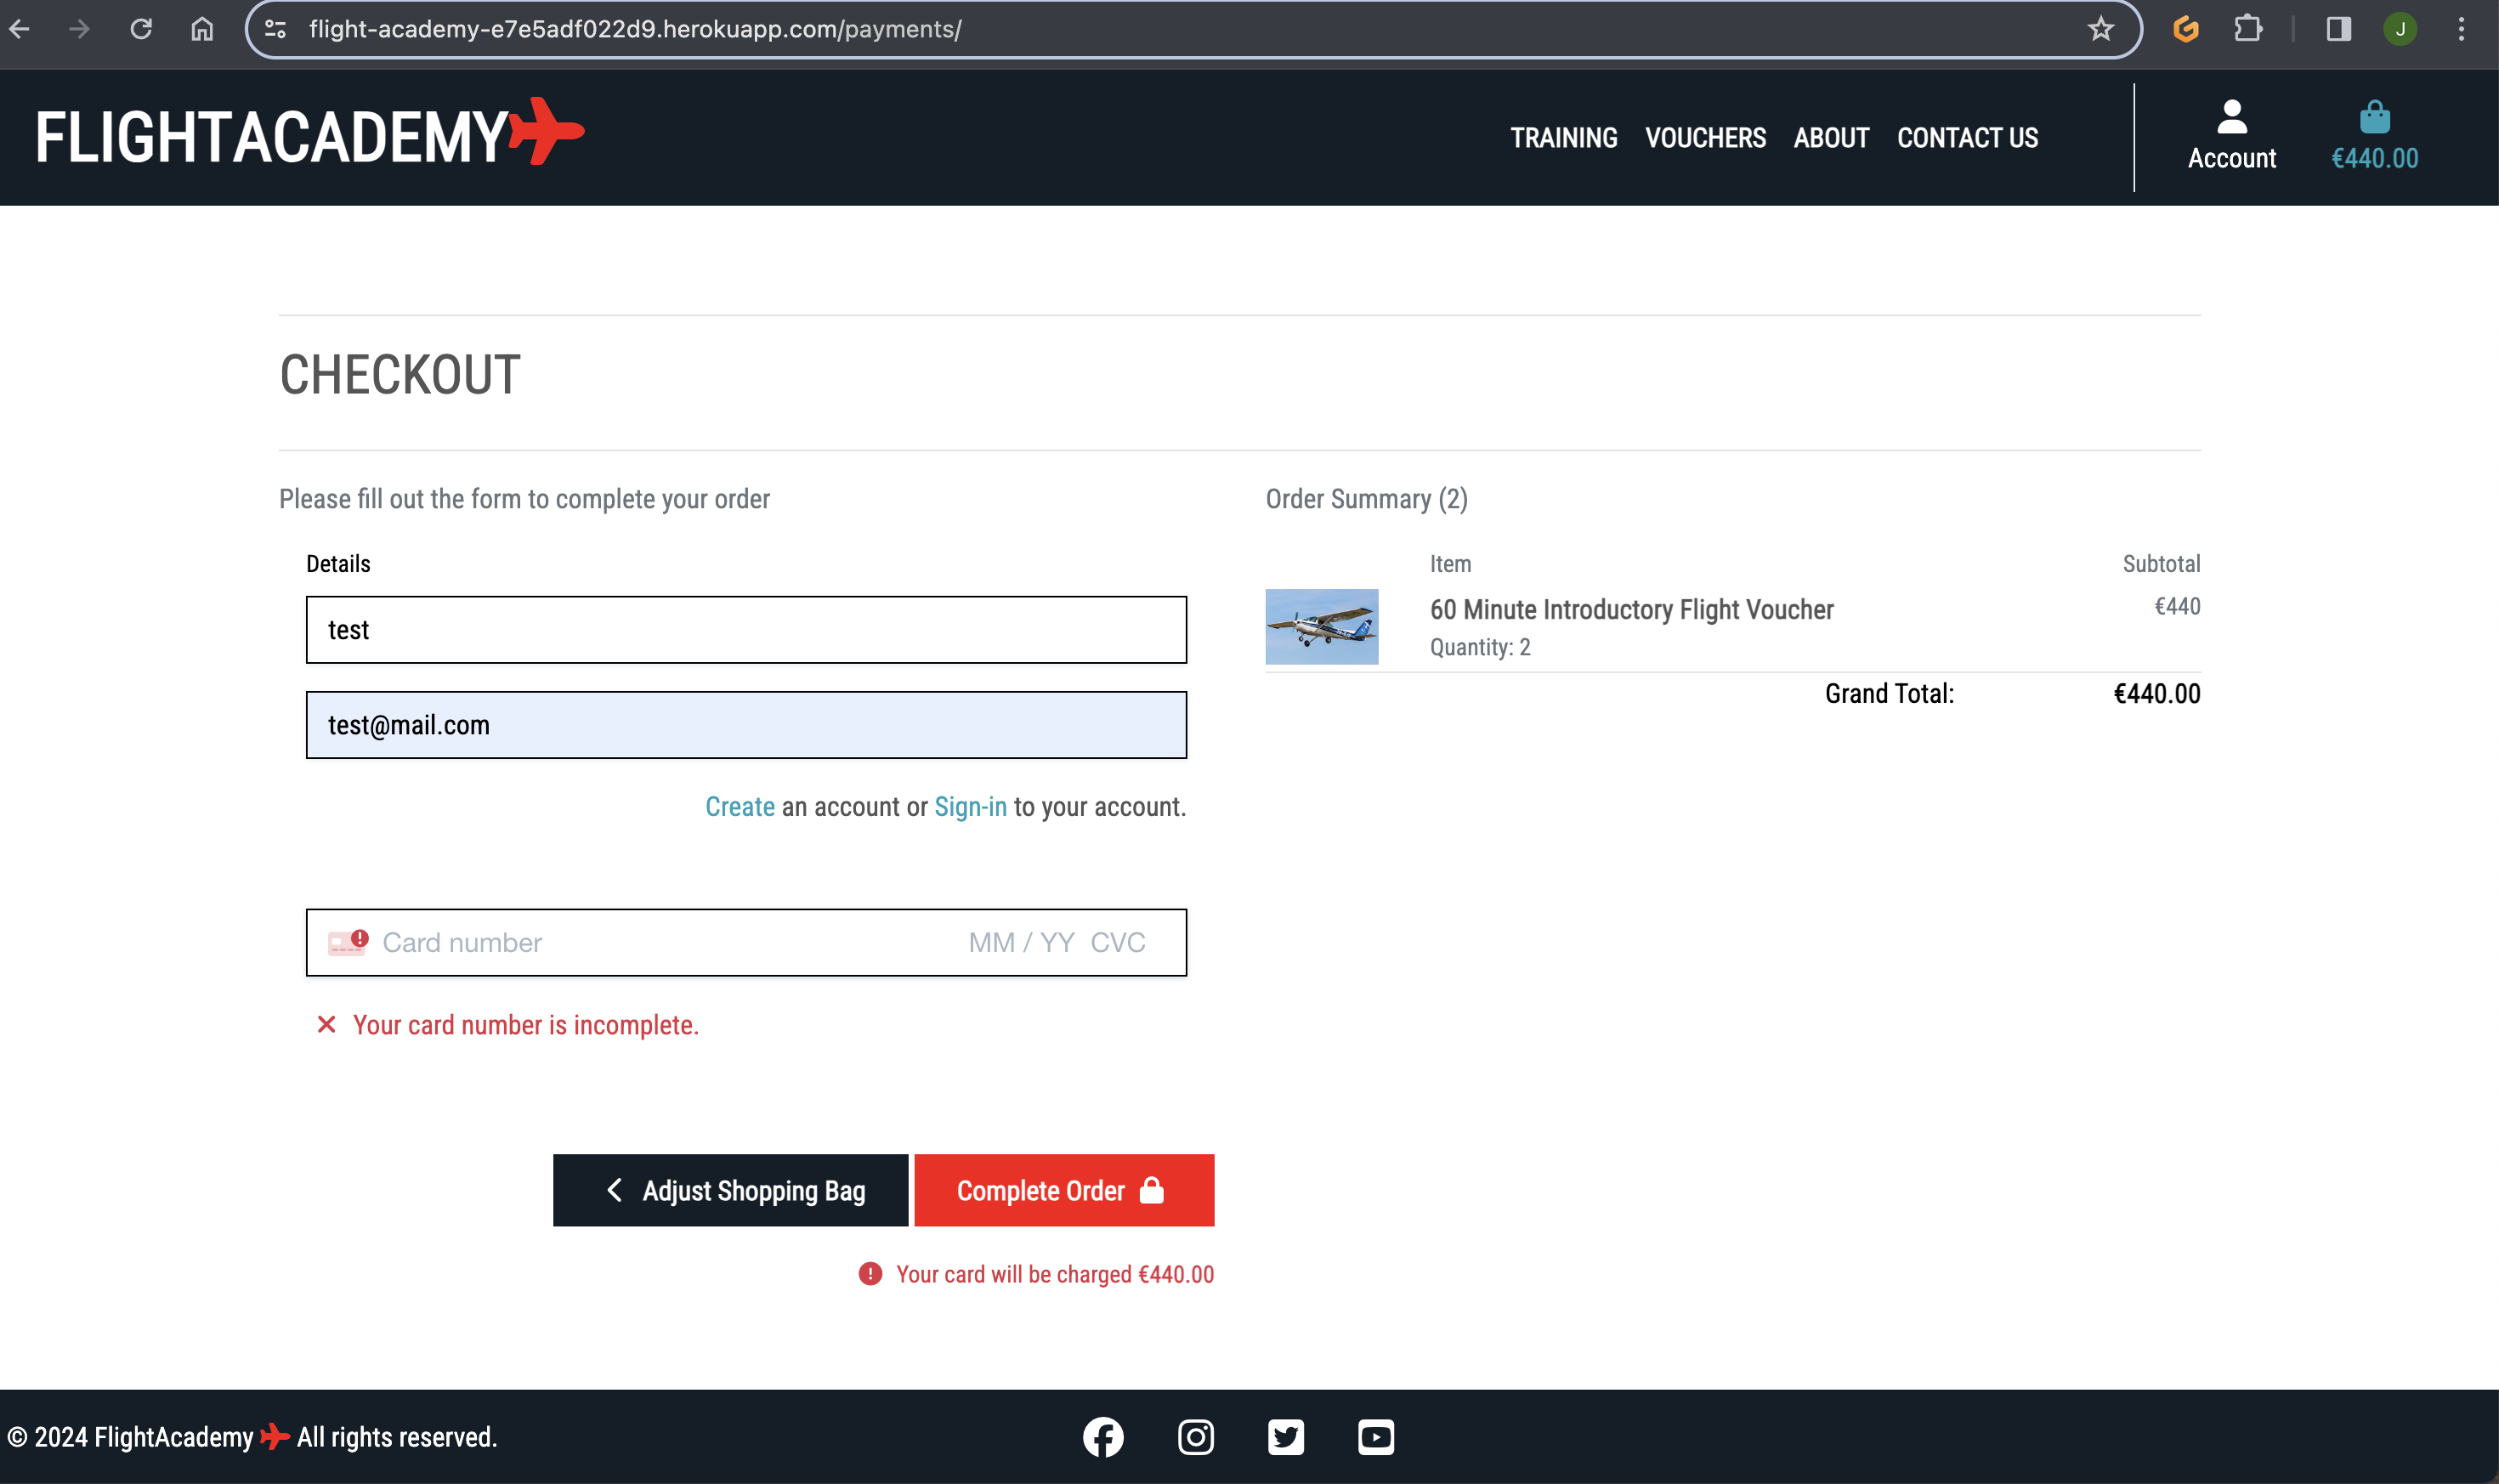 flight-academy-e7e5adf022d9.herokuapp.com/payments/
J
FLIGHTACADEMY
TRAINING VOUCHERS ABOUT CONTACT US
Account
€440.00
CHECKOUT
Please fill out the form to complete your order
Details
test
test@mail.com
Create an account or Sign-in to your account.
Card number MM / YY CVC
Your card number is incomplete.
Adjust Shopping Bag
Complete Order
Your card will be charged €440.00
Order Summary (2)
Item Subtotal
60 Minute Introductory Flight Voucher €440
Quantity: 2
Grand Total: €440.00
© 2024 FlightAcademy All rights reserved.